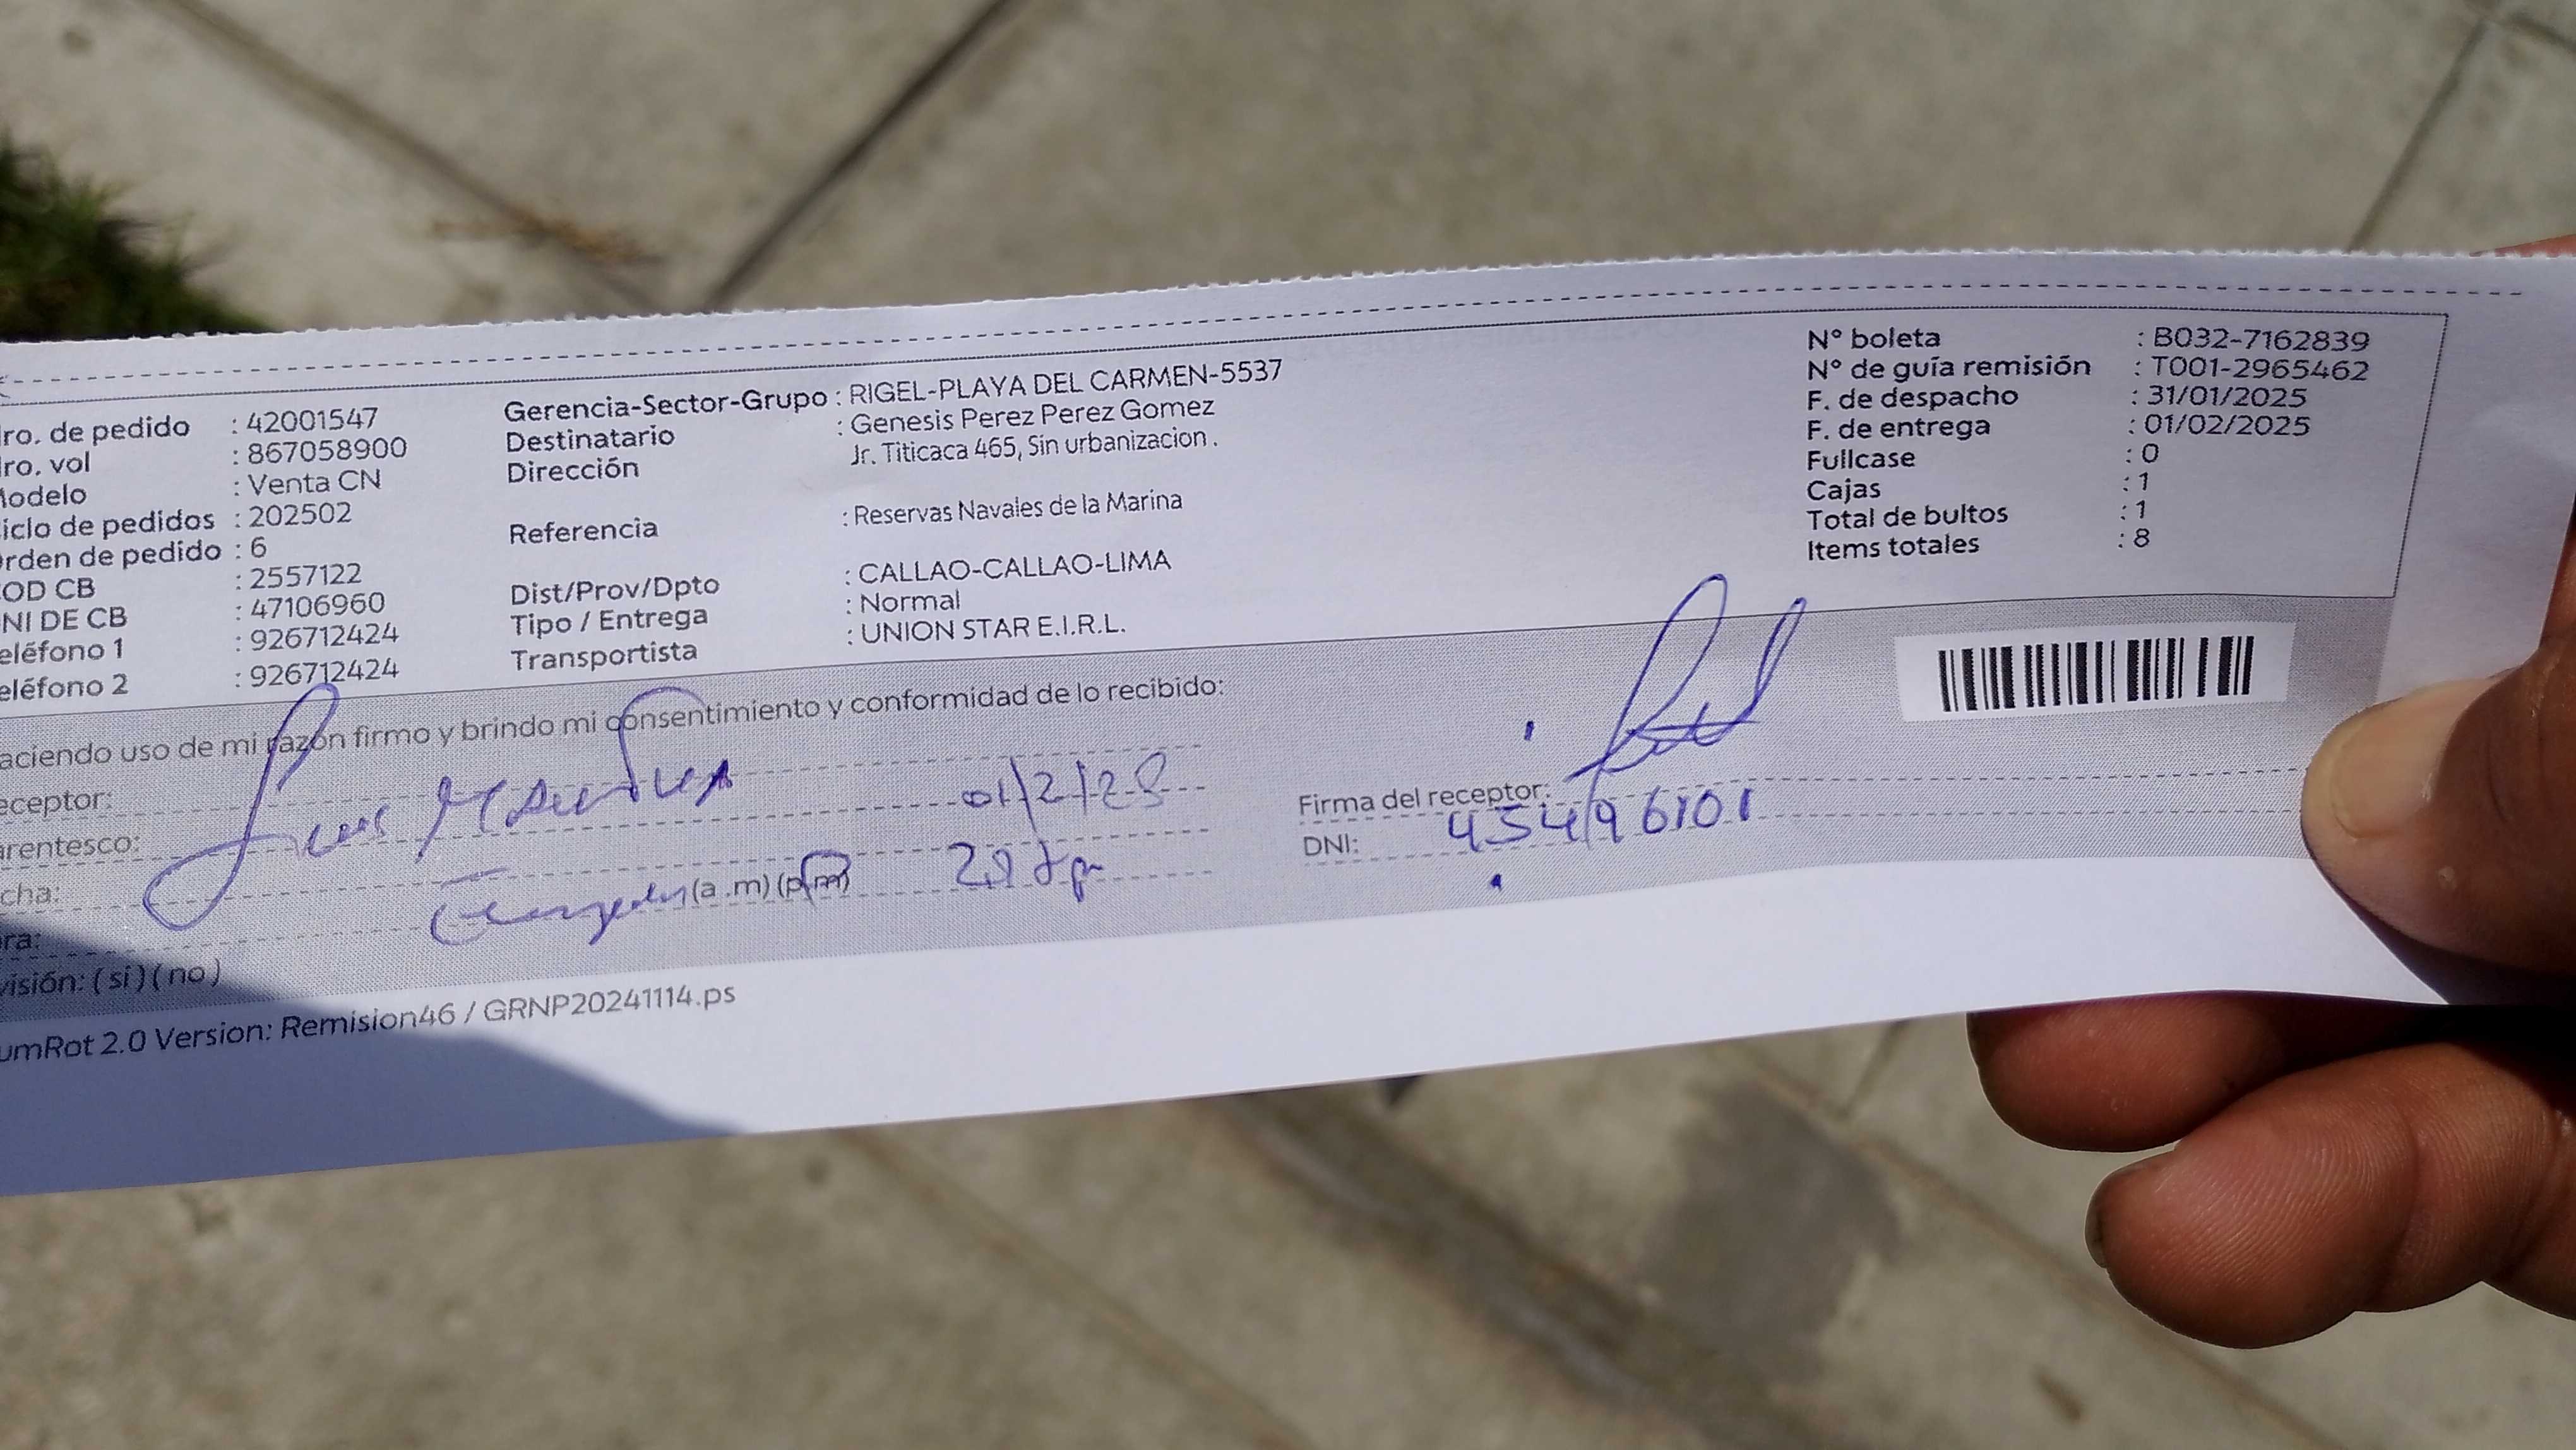 ro. de pedido : 42001547
ro. vol : 867058900
odelo : Venta CN
iclo de pedidos : 202502
rden de pedido : 6
OD CB : 2557122
NI DE CB : 47106960
eléfono 1 : 926712424
eléfono 2 : 926712424
Gerencia-Sector-Grupo : RIGEL-PLAYA DEL CARMEN-5537
Destinatario : Genesis Perez Perez Gomez
Dirección Jr. Titicaca 465, Sin urbanizacion .
Referencia : Reservas Navales de la Marina
Dist/Prov/Dpto : CALLAO-CALLAO-LIMA
Tipo / Entrega : Normal
Transportista : UNION STAR E.I.R.L.
N° boleta : B032-7162839
N° de guía remisión : T001-2965462
F. de despacho : 31/01/2025
F. de entrega : 01/02/2025
Fullcase : 0
Cajas : 1
Total de bultos : 1
Items totales : 8
aciendo uso de mi razón firmo y brindo mi consentimiento y conformidad de lo recibido:
eceptor: Luis
arentesco: 01/2/25
cha: (a .m) (p.m)
ra:
visión: ( si ) ( no )
Firma del receptor:
DNI: 45496101
umRot 2.0 Version: Remision46 / GRNP20241114.ps